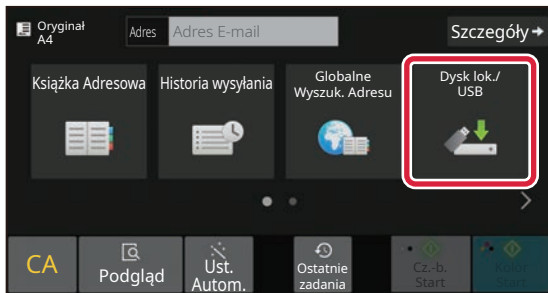 Oryginał
A4
Adres
Adres E-mail
Szczegóły
Książka Adresowa
Historia wysyłania
Globalne
Wyszuk. Adresu
Dysk lok./
USB
CA
Podgląd
Ust.
Autom.
Ostatnie
zadania
Cz.-b.
Start
Kolor
Start